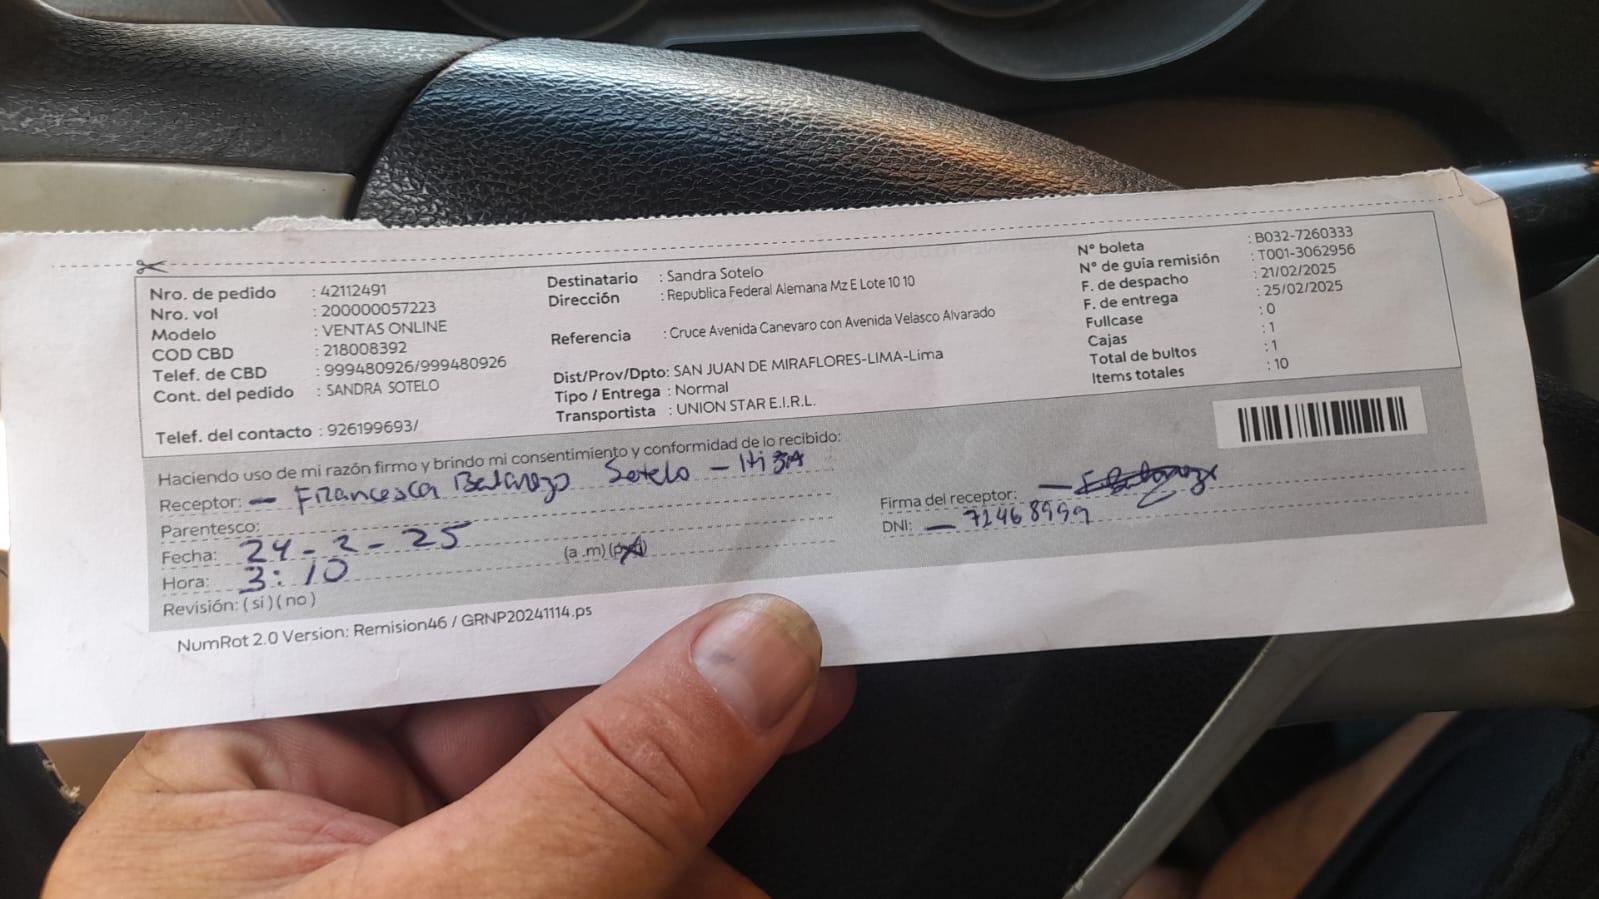 Nro. de pedido : 42112491
Nro. vol : 200000057223
Modelo : VENTAS ONLINE
COD CBD : 218008392
Telef. de CBD : 999480926/999480926
Cont. del pedido : SANDRA SOTELO
Telef. del contacto : 926199693/
Destinatario : Sandra Sotelo
Dirección : Republica Federal Alemana Mz E Lote 10 10
Referencia : Cruce Avenida Canevaro con Avenida Velasco Alvarado
Dist/Prov/Dpto: SAN JUAN DE MIRAFLORES-LIMA-Lima
Tipo / Entrega : Normal
Transportista : UNION STAR E.I.R.L.
N° boleta : B032-7260333
N° de guía remisión : T001-3062956
F. de despacho : 21/02/2025
F. de entrega : 25/02/2025
Fullcase : 0
Cajas : 1
Total de bultos : 1
Items totales : 10
Haciendo uso de mi razón firmo y brindo mi consentimiento y conformidad de lo recibido:
Receptor: — Francesca Sotelo — Hija
Parentesco:
Fecha: 24-2-25
Hora: 3:10 (a .m)
Revisión: ( si ) ( no )
Firma del receptor: —
DNI: — 72468999
NumRot 2.0 Version: Remision46 / GRNP20241114.ps